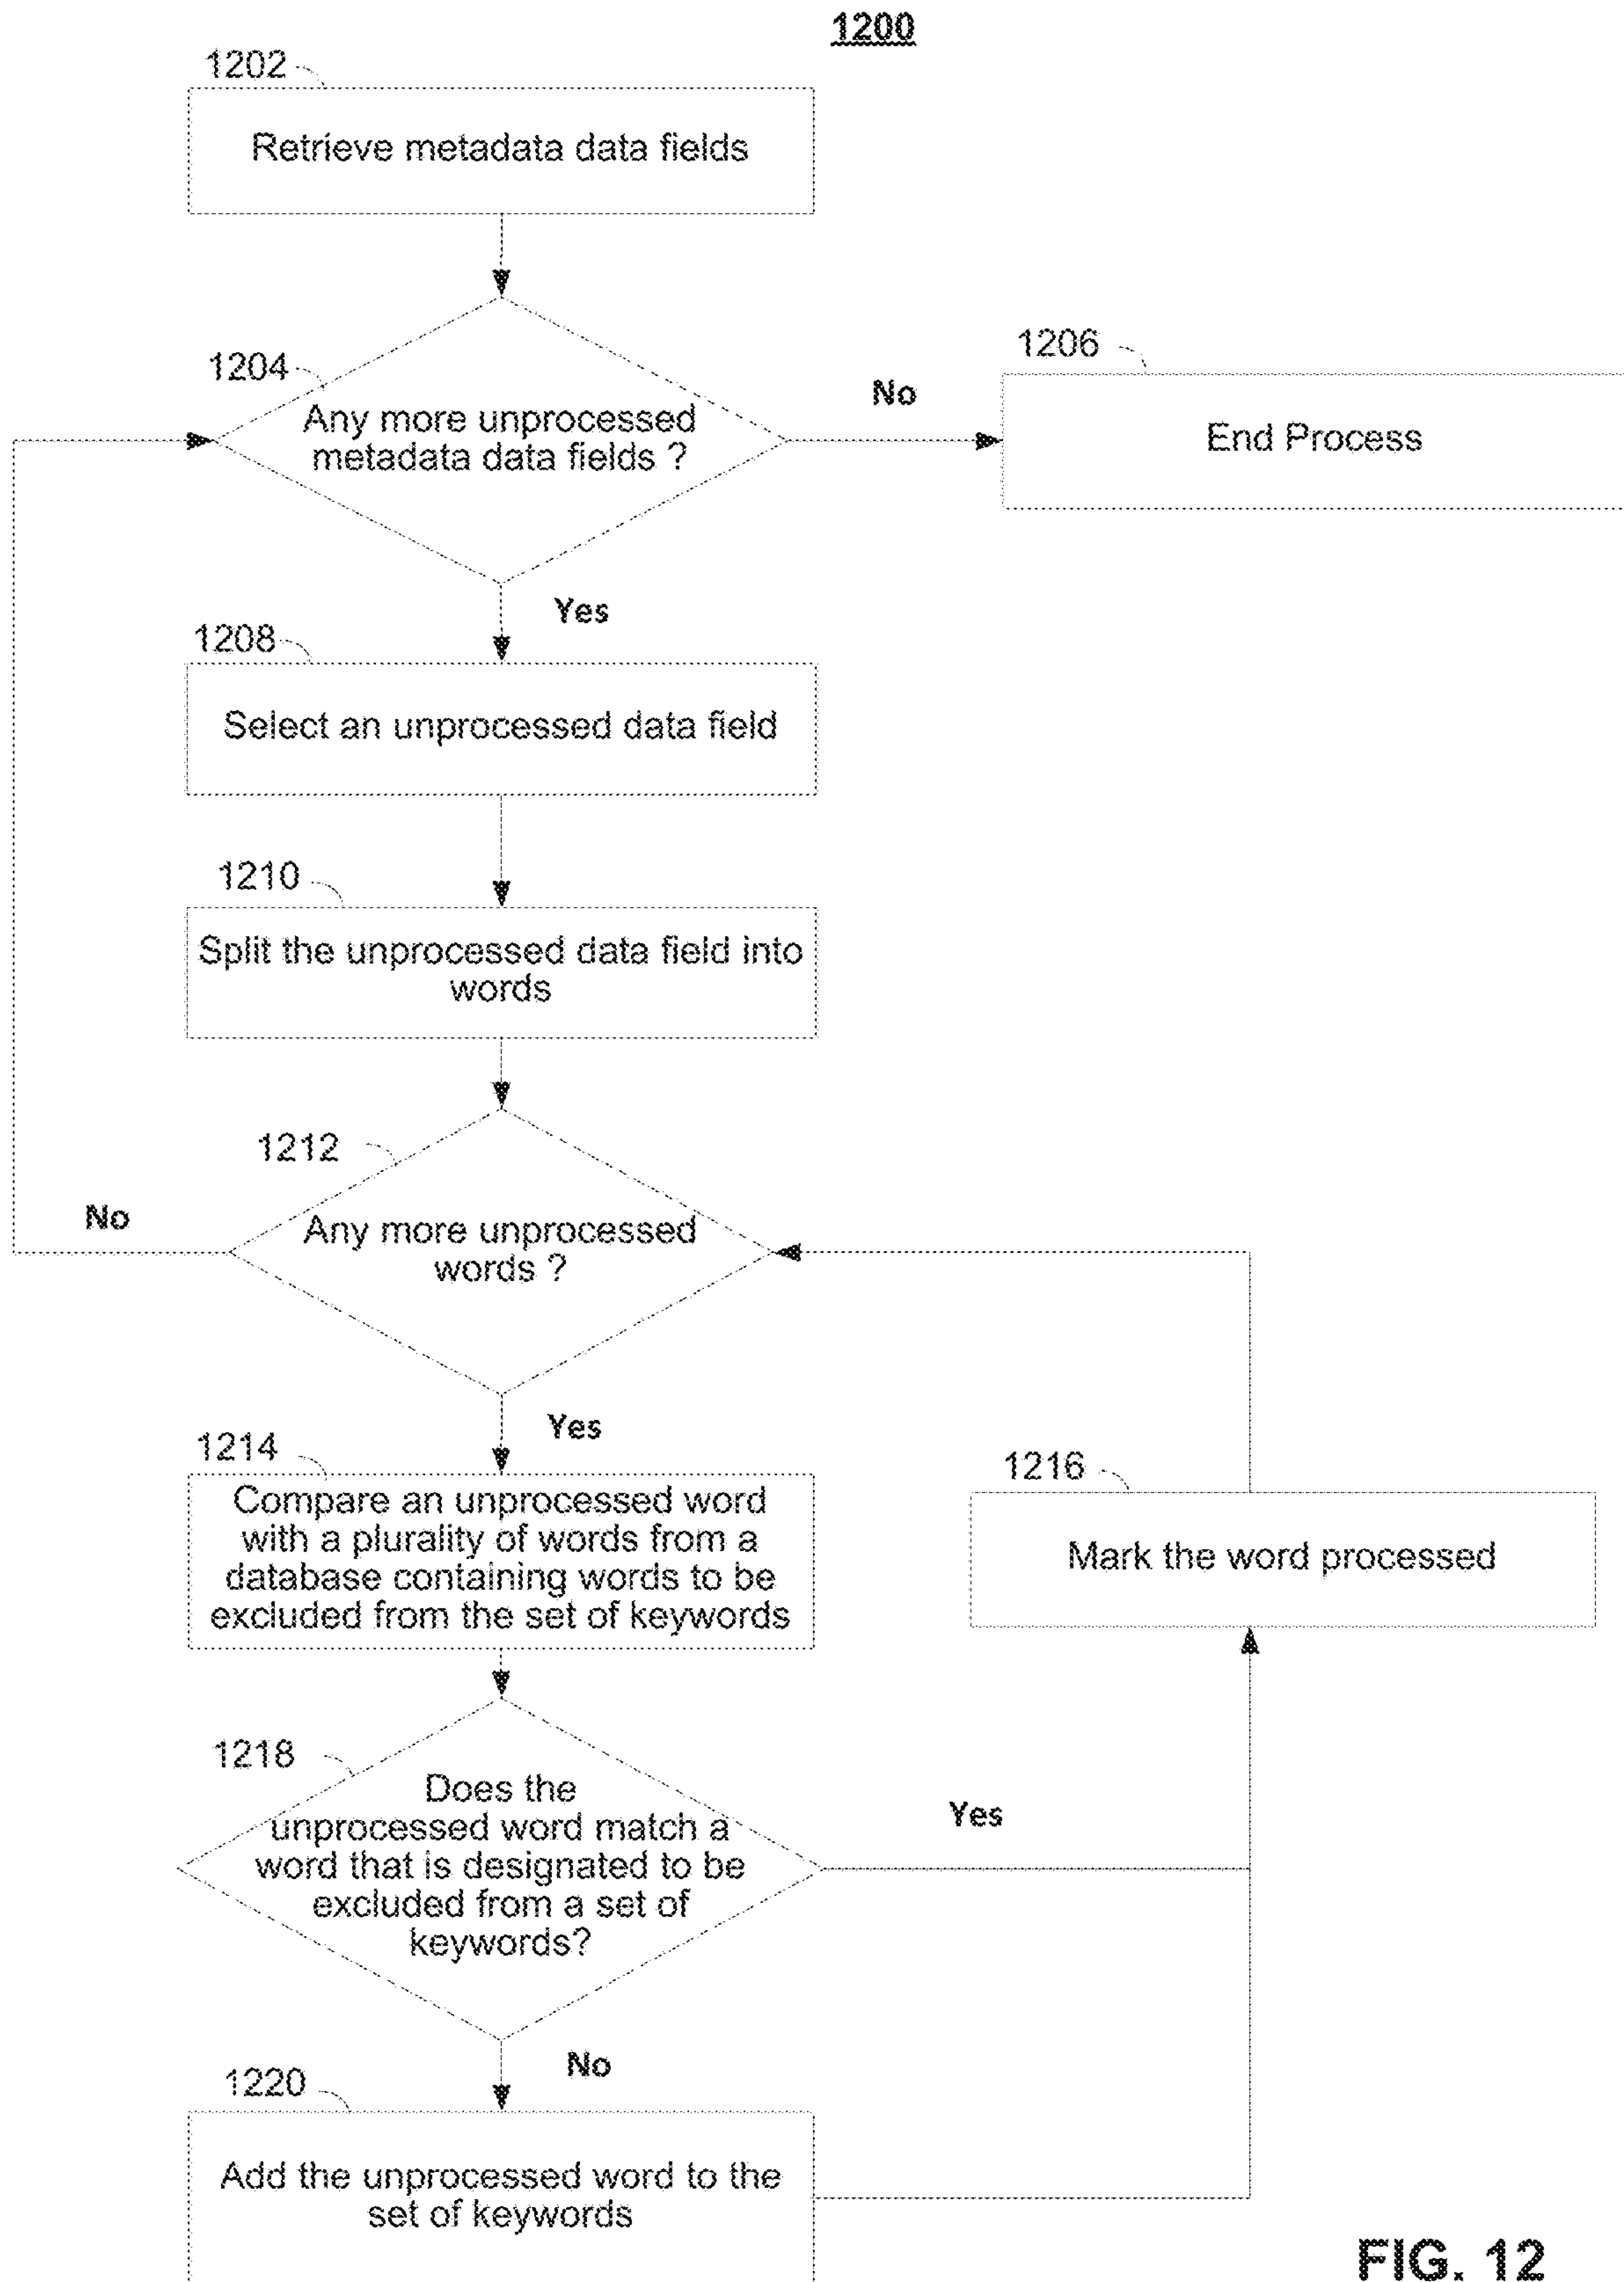 1200
1202
Retrieve metadata data fields
1204
Any more unprocessed
metadata data fields ?
No
1206
End Process
Yes
1208
Select an unprocessed data field
1210
Split the unprocessed data field into
words
1212
Any more unprocessed
words ?
No
Yes
1214
Compare an unprocessed word
with a plurality of words from a
database containing words to be
excluded from the set of keywords
1216
Mark the word processed
1218
Does the
unprocessed word match a
word that is designated to be
excluded from a set of
keywords?
Yes
No
1220
Add the unprocessed word to the
set of keywords
FIG. 12